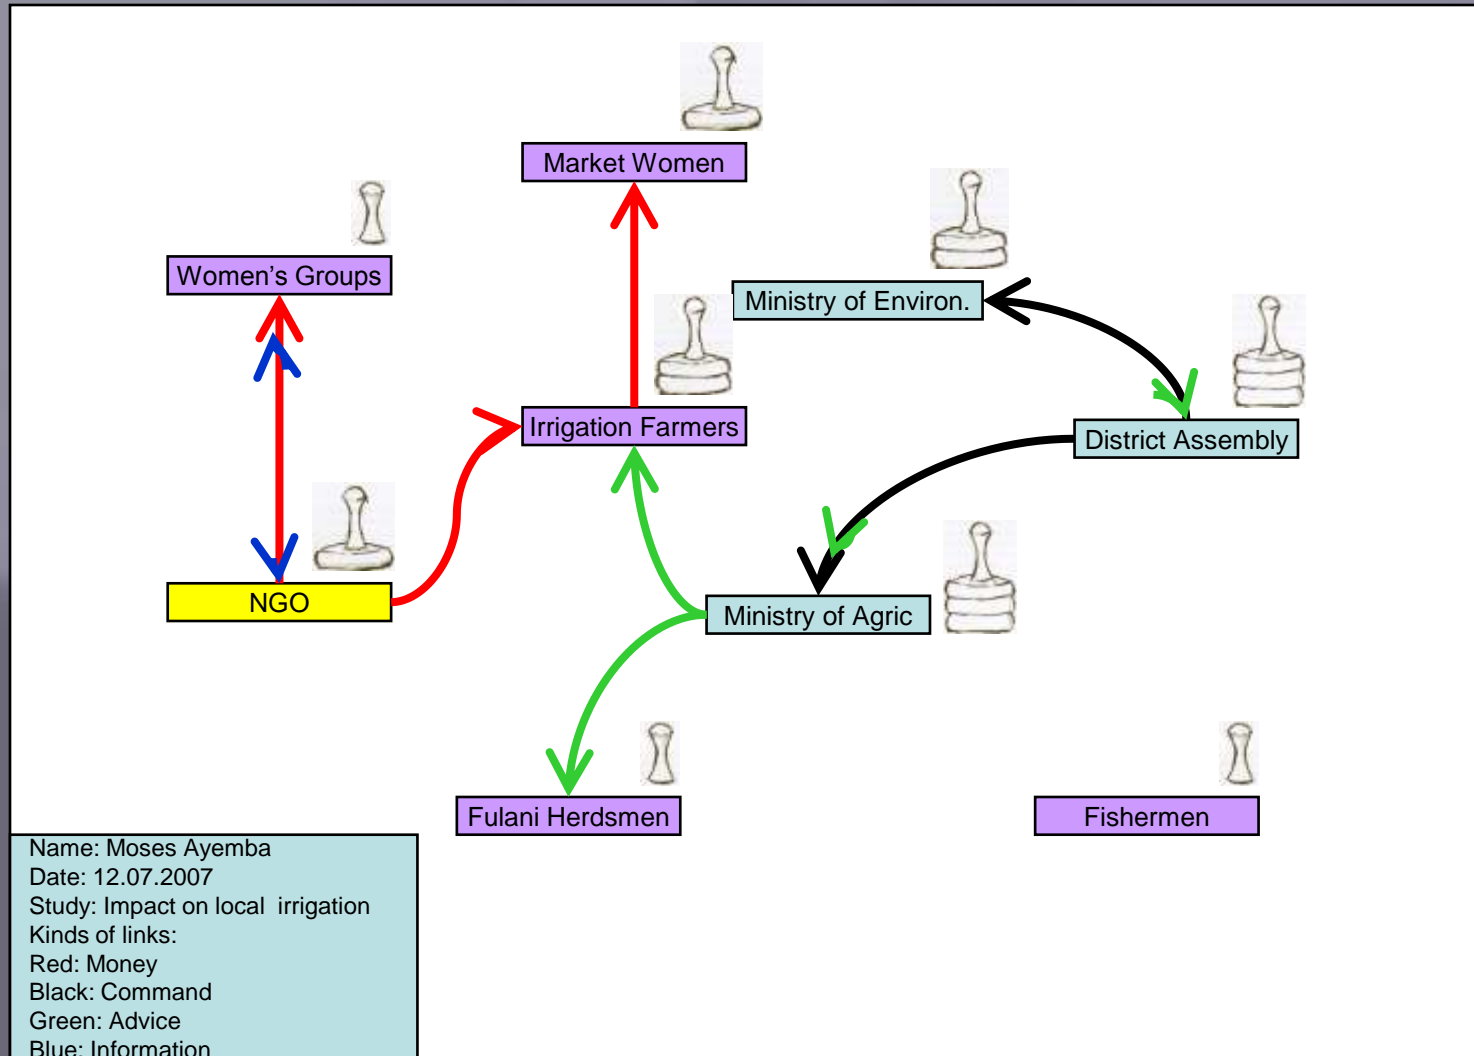 Market Women
Women's Groups
Ministry of Environ.
Irrigation Farmers
District Assembly
NGO
Ministry of Agric
Fulani Herdsmen
Fishermen
Name: Moses Ayemba
Date: 12.07.2007
Study: Impact on local irrigation
Kinds of links:
Red: Money
Black: Command
Green: Advice
Blue: Information